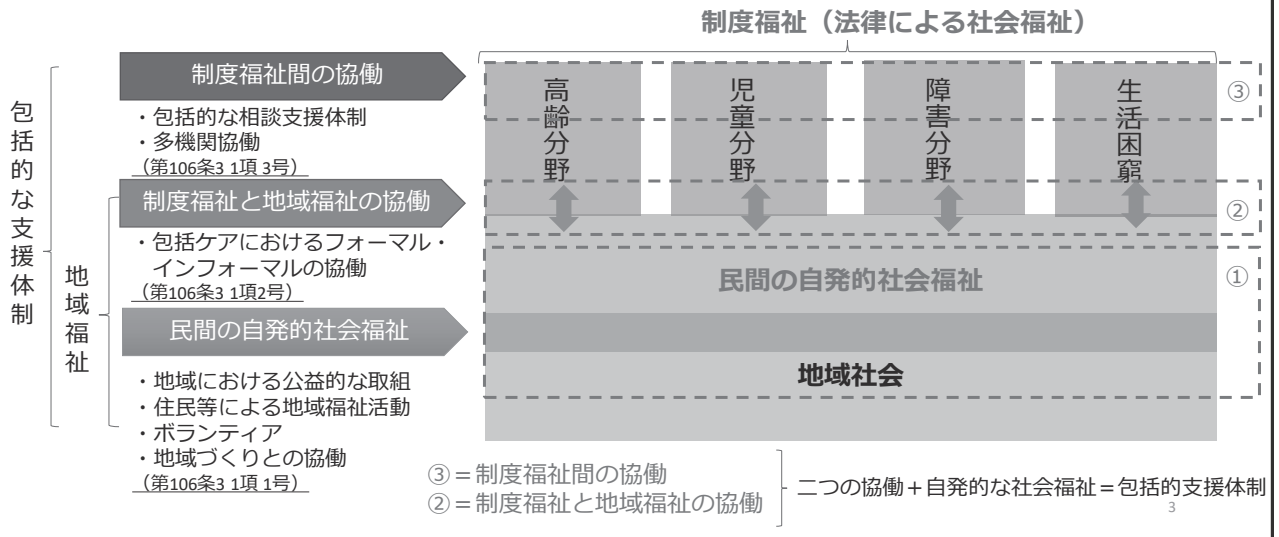 制度福祉（法律による社会福祉）
包括的な支援体制
地域福祉
制度福祉間の協働
・包括的な相談支援体制
・多機関協働
（第106条3 1項 3号）
制度福祉と地域福祉の協働
・包括ケアにおけるフォーマル・
インフォーマルの協働
（第106条3 1項2号）
民間の自発的社会福祉
・地域における公益的な取組
・住民等による地域福祉活動
・ボランティア
・地域づくりとの協働
（第106条3 1項 1号）
高齢分野
児童分野
障害分野
生活困窮
③
②
①
民間の自発的社会福祉
地域社会
③＝制度福祉間の協働
②＝制度福祉と地域福祉の協働
二つの協働＋自発的な社会福祉＝包括的支援体制
3